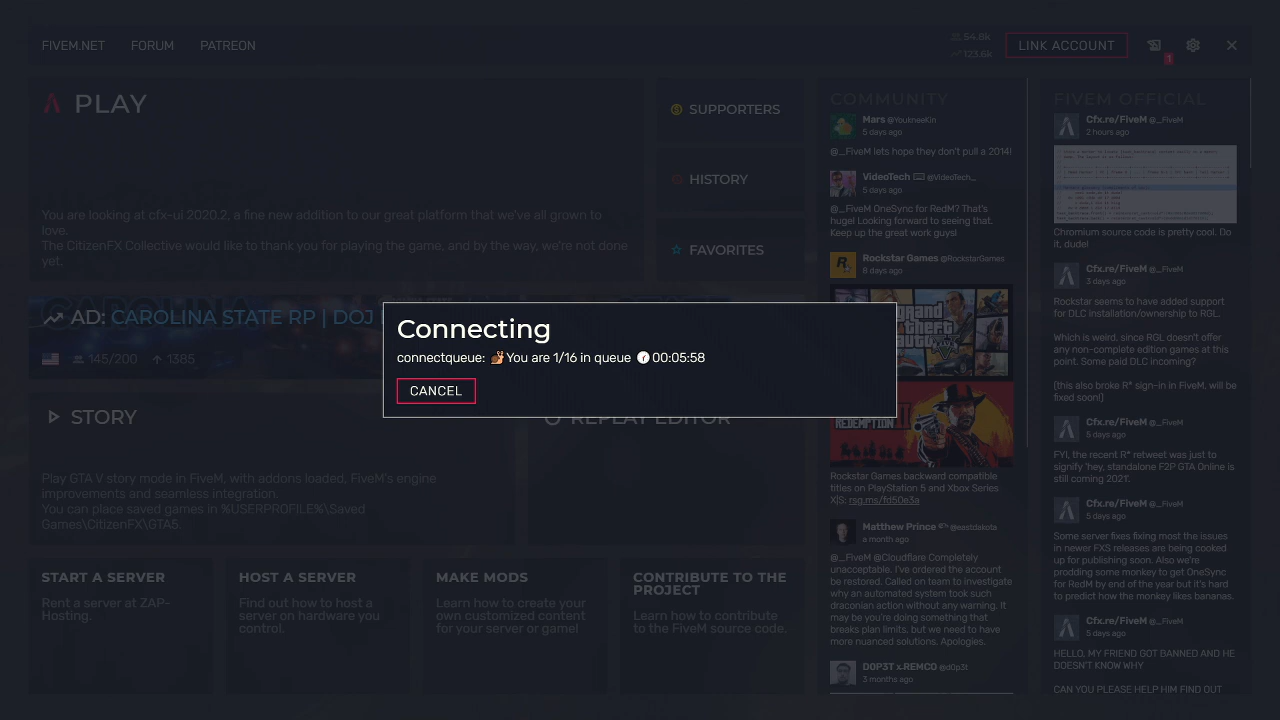 FIVEM.NET
FORUM
PATREON
54.8k
123.6k
LINK ACCOUNT
1
PLAY
You are looking at cfx-ui 2020.2, a fine new addition to our great platform that we've all grown to
love.
The CitizenFX Collective would like to thank you for playing the game, and by the way, we're not done
yet.
SUPPORTERS
HISTORY
FAVORITES
AD: CAROLINA STATE RP | DOJ
145/200
1385
Connecting
connectqueue: You are 1/16 in queue 00:05:58
CANCEL
STORY
Play GTA V story mode in FiveM, with addons loaded, FiveM's engine
improvements and seamless integration.
You can place saved games in %USERPROFILE%\Saved
Games\CitizenFX\GTA5.
REPLAY EDITOR
START A SERVER
Rent a server at ZAP-
Hosting.
HOST A SERVER
Find out how to host a
server on hardware you
control.
MAKE MODS
Learn how to create your
own customized content
for your server or game!
CONTRIBUTE TO THE
PROJECT
Learn how to contribute
to the FiveM source code.
COMMUNITY
Mars @YbukneeKin
5 days ago
@_FiveM lets hope they don't pull a 2014!
VideoTech @VideoTech_
5 days ago
@_FiveM OneSync for RedM? That's
huge! Looking forward to seeing that.
Keep up the great work guys!
Rockstar Games @RockstarGames
8 days ago
grand
theft
auto
V
REDEMPTION II
Rockstar Games backward compatible
titles on PlayStation 5 and Xbox Series
X|S: rsg.ms/fd50e3a
Matthew Prince @eastdakota
a month ago
@_FiveM @Cloudflare Completely
unacceptable. I've ordered the account
be restored. Called on team to investigate
why an automated system took such
draconian action without any warning. It
may be you're doing something that
breaks plan limits, but we need to have
more nuanced solutions. Apologies.
D0P3T x REMCO @d0p3t
3 months ago
FIVEM OFFICIAL
Cfx.re/FiveM @_FiveM
2 hours ago
Chromium source code is pretty cool. Do
it, dude!
Cfx.re/FiveM @_FiveM
3 days ago
Rockstar seems to have added support
for DLC installation/ownership to RGL.
Which is weird, since RGL doesn't offer
any non-complete edition games at this
point. Some paid DLC incoming?
(this also broke R* sign-in in FiveM, will be
fixed soon!)
Cfx.re/FiveM @_FiveM
5 days ago
FYI, the recent R* retweet was just to
signify 'hey, standalone F2P GTA Online is
still coming 2021'.
Cfx.re/FiveM @_FiveM
5 days ago
Some server fixes fixing most the issues
in newer FXS releases are being cooked
up for publishing soon. Also we're
prodding some monkey to get OneSync
for RedM by end of the year but it's hard
to predict how the monkey likes bananas.
Cfx.re/FiveM @_FiveM
5 days ago
HELLO, MY FRIEND GOT BANNED AND HE
DOESN'T KNOW WHY
CAN YOU PLEASE HELP HIM FIND OUT